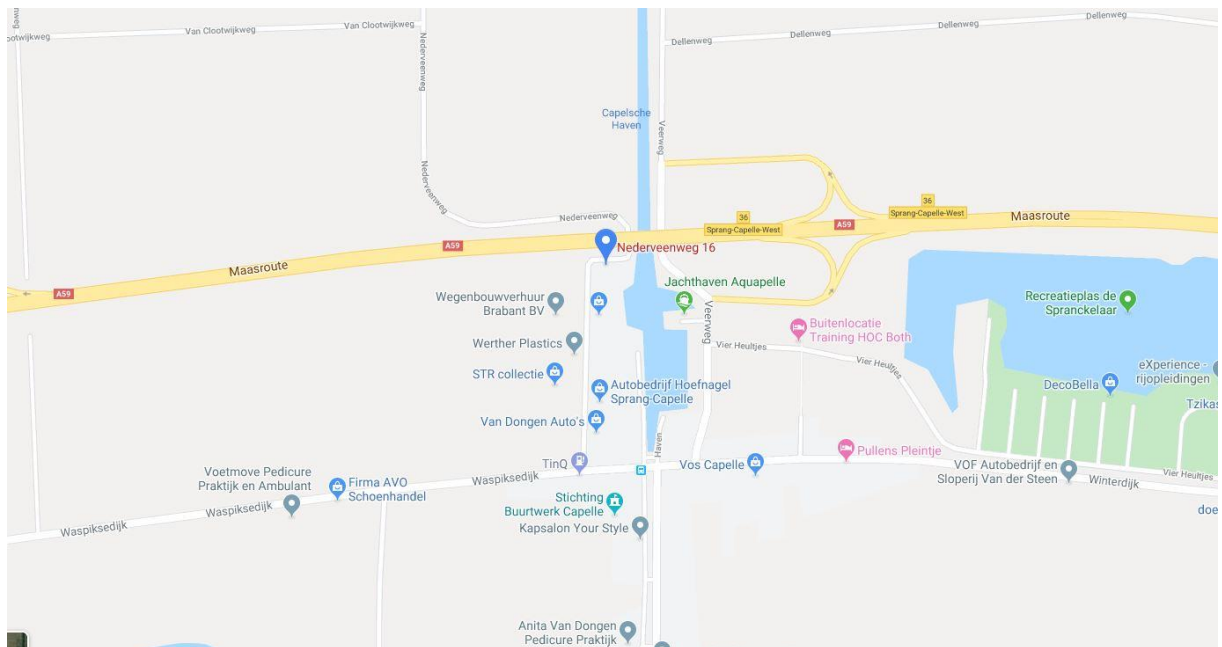 Van Clootwijkweg
Van Clootwijkweg
Dellenweg
Dellenweg
Dellenweg
Dellenweg
Nederveenweg
Capelsche
Haven
Veerweg
Nederveenweg
Nederveenweg
36
Sprang-Capelle-West
36
Sprang-Capelle-West
A59
Maasroute
A59
Nederveenweg 16
Maasroute
A59
Jachthaven Aquapelle
Wegenbouwverhuur
Brabant BV
Veerweg
Recreatieplas de
Spranckelaar
Buitenlocatie
Training HOC Both
Werther Plastics
Vier Heultjes
Vier Heultjes
STR collectie
eXperience -
rijopleidingen
Autobedrijf Hoefnagel
Sprang-Capelle
DecoBella
Tzikas
Van Dongen Auto's
Haven
Pullens Pleintje
TinQ
Vos Capelle
VOF Autobedrijf en
Sloperij Van der Steen
Vier Heultjes
Winterdijk
Voetmove Pedicure
Praktijk en Ambulant
Firma AVO
Schoenhandel
Waspiksedijk
Waspiksedijk
Waspiksedijk
Stichting
Buurtwerk Capelle
Kapsalon Your Style
doe
Anita Van Dongen
Pedicure Praktijk